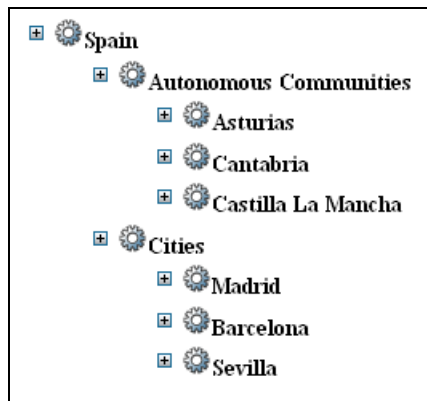 Spain
Autonomous Communities
Asturias
Cantabria
Castilla La Mancha
Cities
Madrid
Barcelona
Sevilla